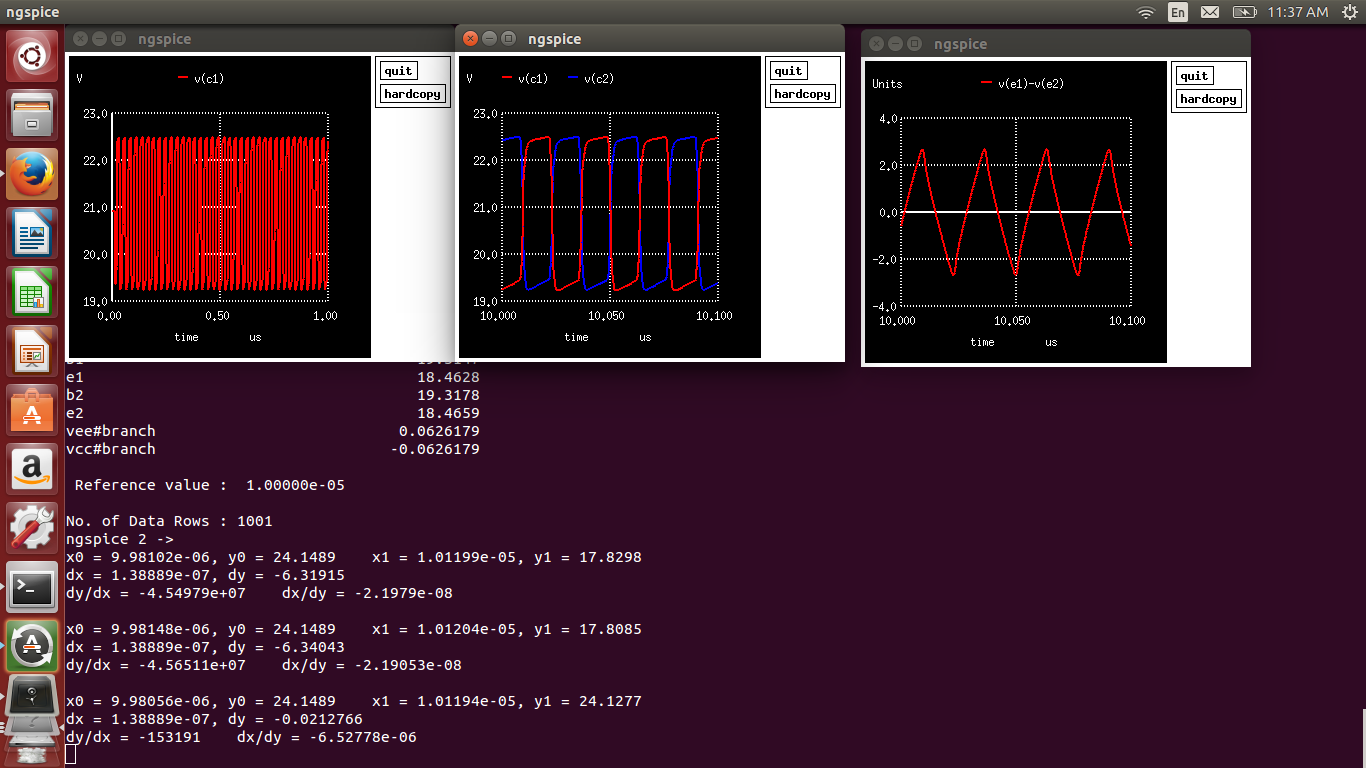 ngspice
En
11:37 AM
ngspice
V v(c1)
23.0
22.0
21.0
20.0
19.0
0.00 0.50 1.00
time us
quit
hardcopy
ngspice
V v(c1) v(c2)
23.0
22.0
21.0
20.0
19.0
10.000 10.050 10.100
time us
quit
hardcopy
ngspice
Units v(e1)-v(e2)
4.0
2.0
0.0
-2.0
-4.0
10.000 10.050 10.100
time us
quit
hardcopy
e1 18.4628
b2 19.3178
e2 18.4659
vee#branch 0.0626179
vcc#branch -0.0626179
Reference value : 1.00000e-05
No. of Data Rows : 1001
ngspice 2 ->
x0 = 9.98102e-06, y0 = 24.1489 x1 = 1.01199e-05, y1 = 17.8298
dx = 1.38889e-07, dy = -6.31915
dy/dx = -4.54979e+07 dx/dy = -2.1979e-08
x0 = 9.98148e-06, y0 = 24.1489 x1 = 1.01204e-05, y1 = 17.8085
dx = 1.38889e-07, dy = -6.34043
dy/dx = -4.56511e+07 dx/dy = -2.19053e-08
x0 = 9.98056e-06, y0 = 24.1489 x1 = 1.01194e-05, y1 = 24.1277
dx = 1.38889e-07, dy = -0.0212766
dy/dx = -153191 dx/dy = -6.52778e-06